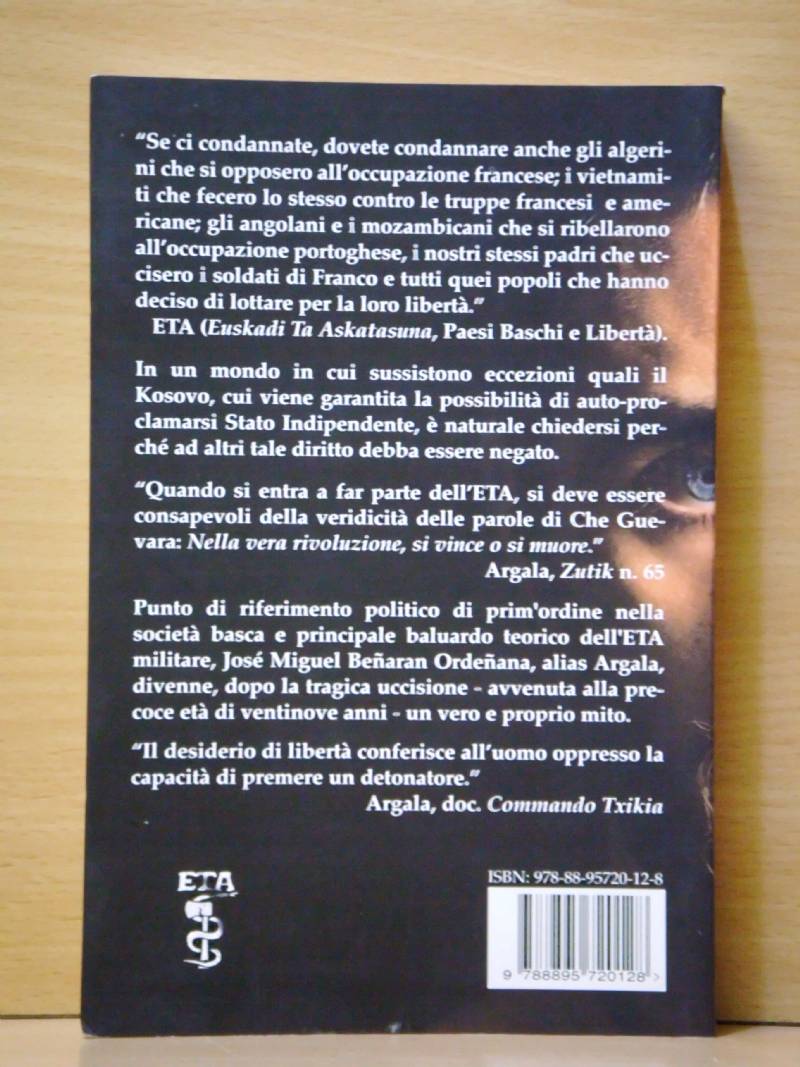 “Se ci condannate, dovete condannare anche gli algeri-
ni che si opposero all’occupazione francese; i vietnami-
ti che fecero lo stesso contro le truppe francesi e ame-
ricane; gli angolani e i mozambicani che si ribellarono
all’occupazione portoghese, i nostri stessi padri che uc-
cisero i soldati di Franco e tutti quei popoli che hanno
deciso di lottare per la loro libertà.”
ETA (Euskadi Ta Askatasuna, Paesi Baschi e Libertà).
In un mondo in cui sussistono eccezioni quali il
Kosovo, cui viene garantita la possibilità di auto-pro-
clamarsi Stato Indipendente, è naturale chiedersi per-
ché ad altri tale diritto debba essere negato.
“Quando si entra a far parte dell’ETA, si deve essere
consapevoli della veridicità delle parole di Che Gue-
vara: Nella vera rivoluzione, si vince o si muore.”
Argala, Zutik n. 65
Punto di riferimento politico di prim'ordine nella
società basca e principale baluardo teorico dell'ETA
militare, José Miguel Beñaran Ordeñana, alias Argala,
divenne, dopo la tragica uccisione - avvenuta alla pre-
coce età di ventinove anni - un vero e proprio mito.
“Il desiderio di libertà conferisce all’uomo oppresso la
capacità di premere un detonatore.”
Argala, doc. Commando Txikia
ETA
ISBN: 978-88-95720-12-8
9 788895 720128 >